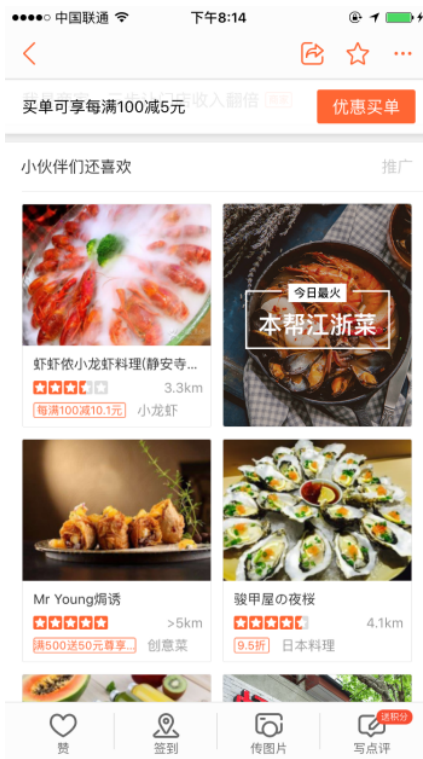 中国联通
下午8:14
买单可享每满100减5元
优惠买单
小伙伴们还喜欢
推广
虾虾侬小龙虾料理(静安寺...
3.3km
每满100减10.1元
小龙虾
今日最火
本帮江浙菜
Mr Young焗诱
>5km
满500送50元尊享...
创意菜
骏甲屋の夜桜
4.1km
9.5折
日本料理
赞
签到
传图片
写点评
送积分